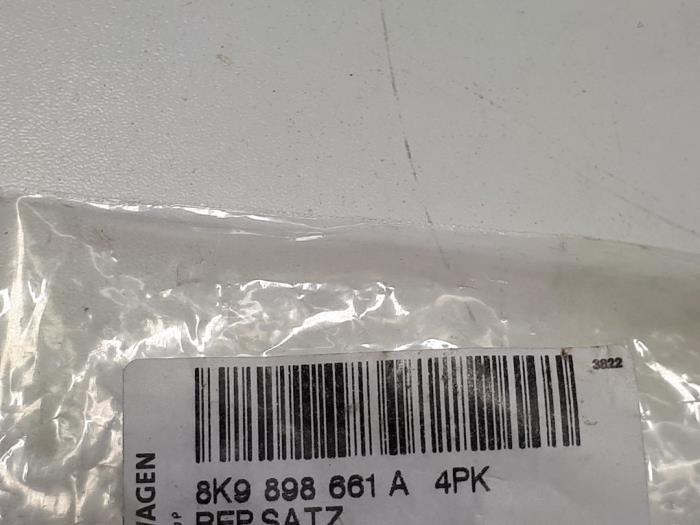 3822
8K9 898 661 A 4PK
REP.SATZ
WAGEN